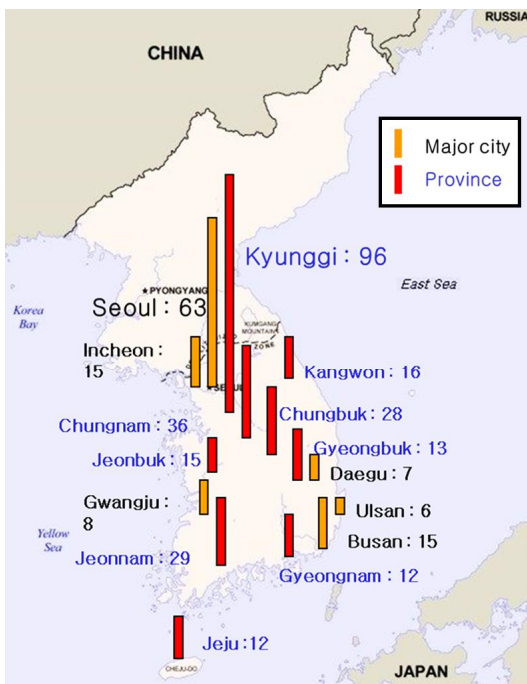 RUSSIA
CHINA
Major city
Province
Kyunggi : 96
East Sea
★PYONGYANG
Seoul : 63
Korea
Bay
KUMGANG
MOUNTAIN
Incheon :
15
ZONE
Kangwon : 16
SEOUL
Chungbuk : 28
Chungnam : 36
Gyeongbuk : 13
Jeonbuk : 15
Daegu : 7
Gwangju :
8
Ulsan : 6
Yellow
Sea
Busan : 15
Jeonnam : 29
Gyeongnam : 12
Jeju :12
CHEJU-DO
JAPAN